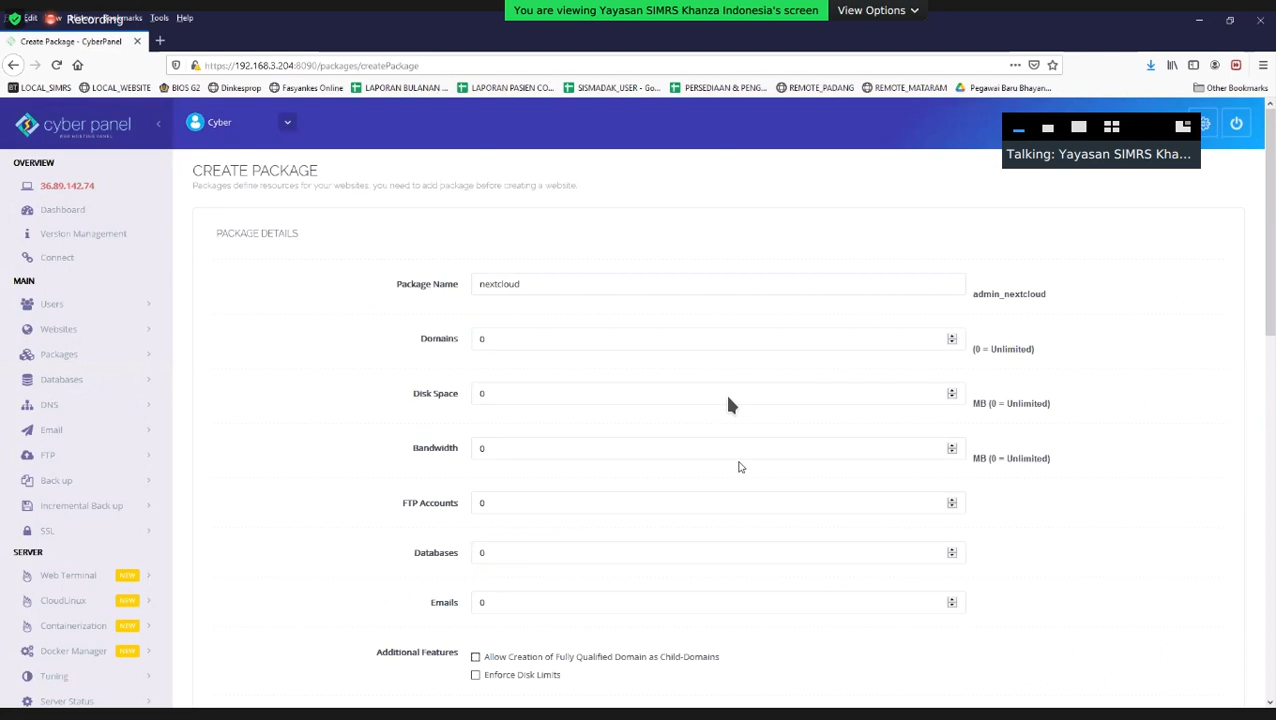 Edit
Bookmarks Tools Help
Recording
You are viewing Yayasan SIMRS Khanza Indonesia's screen
View Options
Create Package - CyberPanel
https://192.168.3.204:8090/packages/createPackage
LOCAL_SIMRS LOCAL_WEBSITE BIOS G2 Dinkesprop Fasyankes Online LAPORAN BULANAN ... LAPORAN PASIEN CO... SISMADAK_USER - Go... PERSEDIAAN & PENG... REMOTE_PADANG REMOTE_MATARAM Pegawai Baru Bhayan... Other Bookmarks
cyber panel
Cyber
Talking: Yayasan SIMRS Kha...
OVERVIEW
36.89.142.74
Dashboard
Version Management
Connect
MAIN
Users
Websites
Packages
Databases
DNS
Email
FTP
Back up
Incremental Back up
SSL
SERVER
Web Terminal NEW
CloudLinux NEW
Containerization NEW
Docker Manager NEW
Tuning
Server Status
CREATE PACKAGE
Packages define resources for your websites, you need to add package before creating a website.
PACKAGE DETAILS
Package Name nextcloud admin_nextcloud
Domains 0 (0 = Unlimited)
Disk Space 0 MB (0 = Unlimited)
Bandwidth 0 MB (0 = Unlimited)
FTP Accounts 0
Databases 0
Emails 0
Additional Features Allow Creation of Fully Qualified Domain as Child-Domains
Enforce Disk Limits